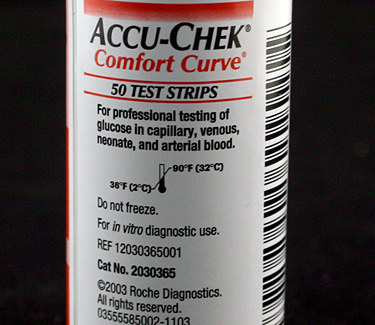 ACCU-CHEK®
Comfort Curve®
50 TEST STRIPS
For professional testing of
glucose in capillary, venous,
neonate, and arterial blood.
90°F (32°C)
36°F (2°C)
Do not freeze.
For in vitro diagnostic use.
REF 12030365001
Cat No. 2030365
©2003 Roche Diagnostics.
All rights reserved.
03555585002-1103